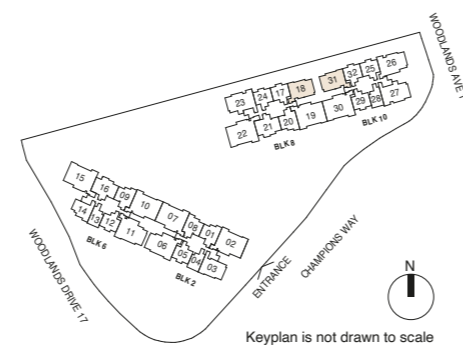 WOODLANDS AVE 1
23 24 17 18 31 32 25 26
22 21 20 19 30 29 28 27
BLK 8
BLK 10
15 16 09 10 07 08 01 02
14 13 12 11 06 05 04 03
BLK 6
BLK 2
WOODLANDS DRIVE 17
ENTRANCE
CHAMPIONS WAY
N
Keyplan is not drawn to scale